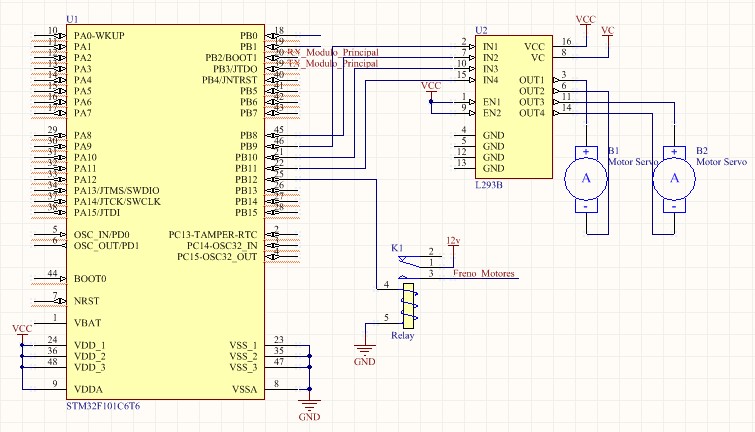 U1
10 PA0-WKUP PB0 18
11 PA1 PB1 19
12 PA2 PB2/BOOT1 20 RX_Modulo_Principal
13 PA3 PB3/JTDO 39 TX_Modulo_Principal
14 PA4 PB4/JNTRST 40
15 PA5 PB5 41
16 PA6 PB6 42
17 PA7 PB7 43
29 PA8 PB8 45
30 PA9 PB9 46
31 PA10 PB10 21
32 PA11 PB11 22
33 PA12 PB12 25
34 PA13/JTMS/SWDIO PB13 26
37 PA14/JTCK/SWCLK PB14 27
38 PA15/JTDI PB15 28
5 OSC_IN/PD0 PC13-TAMPER-RTC 2
6 OSC_OUT/PD1 PC14-OSC32_IN 3
PC15-OSC32_OUT 4
44 BOOT0
7 NRST
1 VBAT
VCC
24 VDD_1 VSS_1 23
36 VDD_2 VSS_2 35
48 VDD_3 VSS_3 47
9 VDDA VSSA 8
STM32F101C6T6
GND
U2
VCC
VC
2 IN1 VCC 16
7 IN2 VC 8
10 IN3
15 IN4 OUT1 3
OUT2 6
VCC
1 EN1 OUT3 11
9 EN2 OUT4 14
4 GND
5 GND
12 GND
13 GND
L293B
+ A -
B1
Motor Servo
+ A -
B2
Motor Servo
K1
12v
2
1
3 Freno_Motores
4
5
Relay
GND